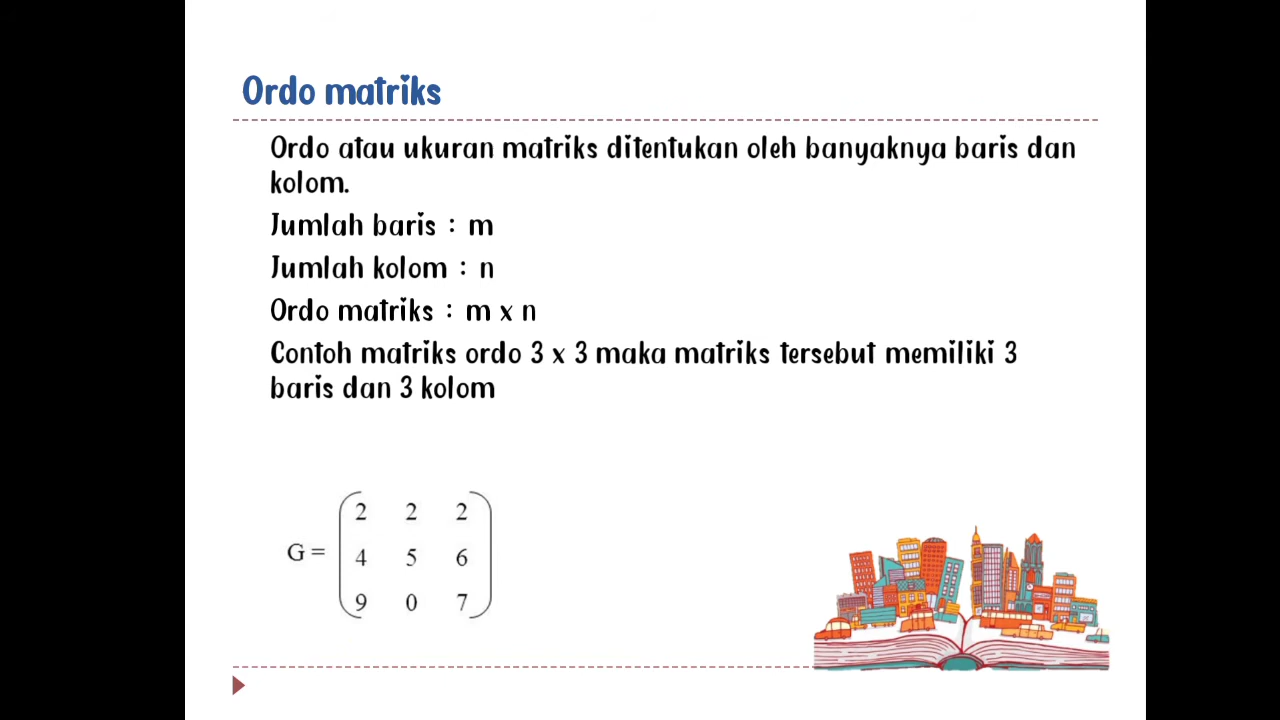 Ordo matriks
Ordo atau ukuran matriks ditentukan oleh banyaknya baris dan
kolom.
Jumlah baris : m
Jumlah kolom : n
Ordo matriks : m x n
Contoh matriks ordo 3 x 3 maka matriks tersebut memiliki 3
baris dan 3 kolom
2 2 2
G = 4 5 6
9 0 7